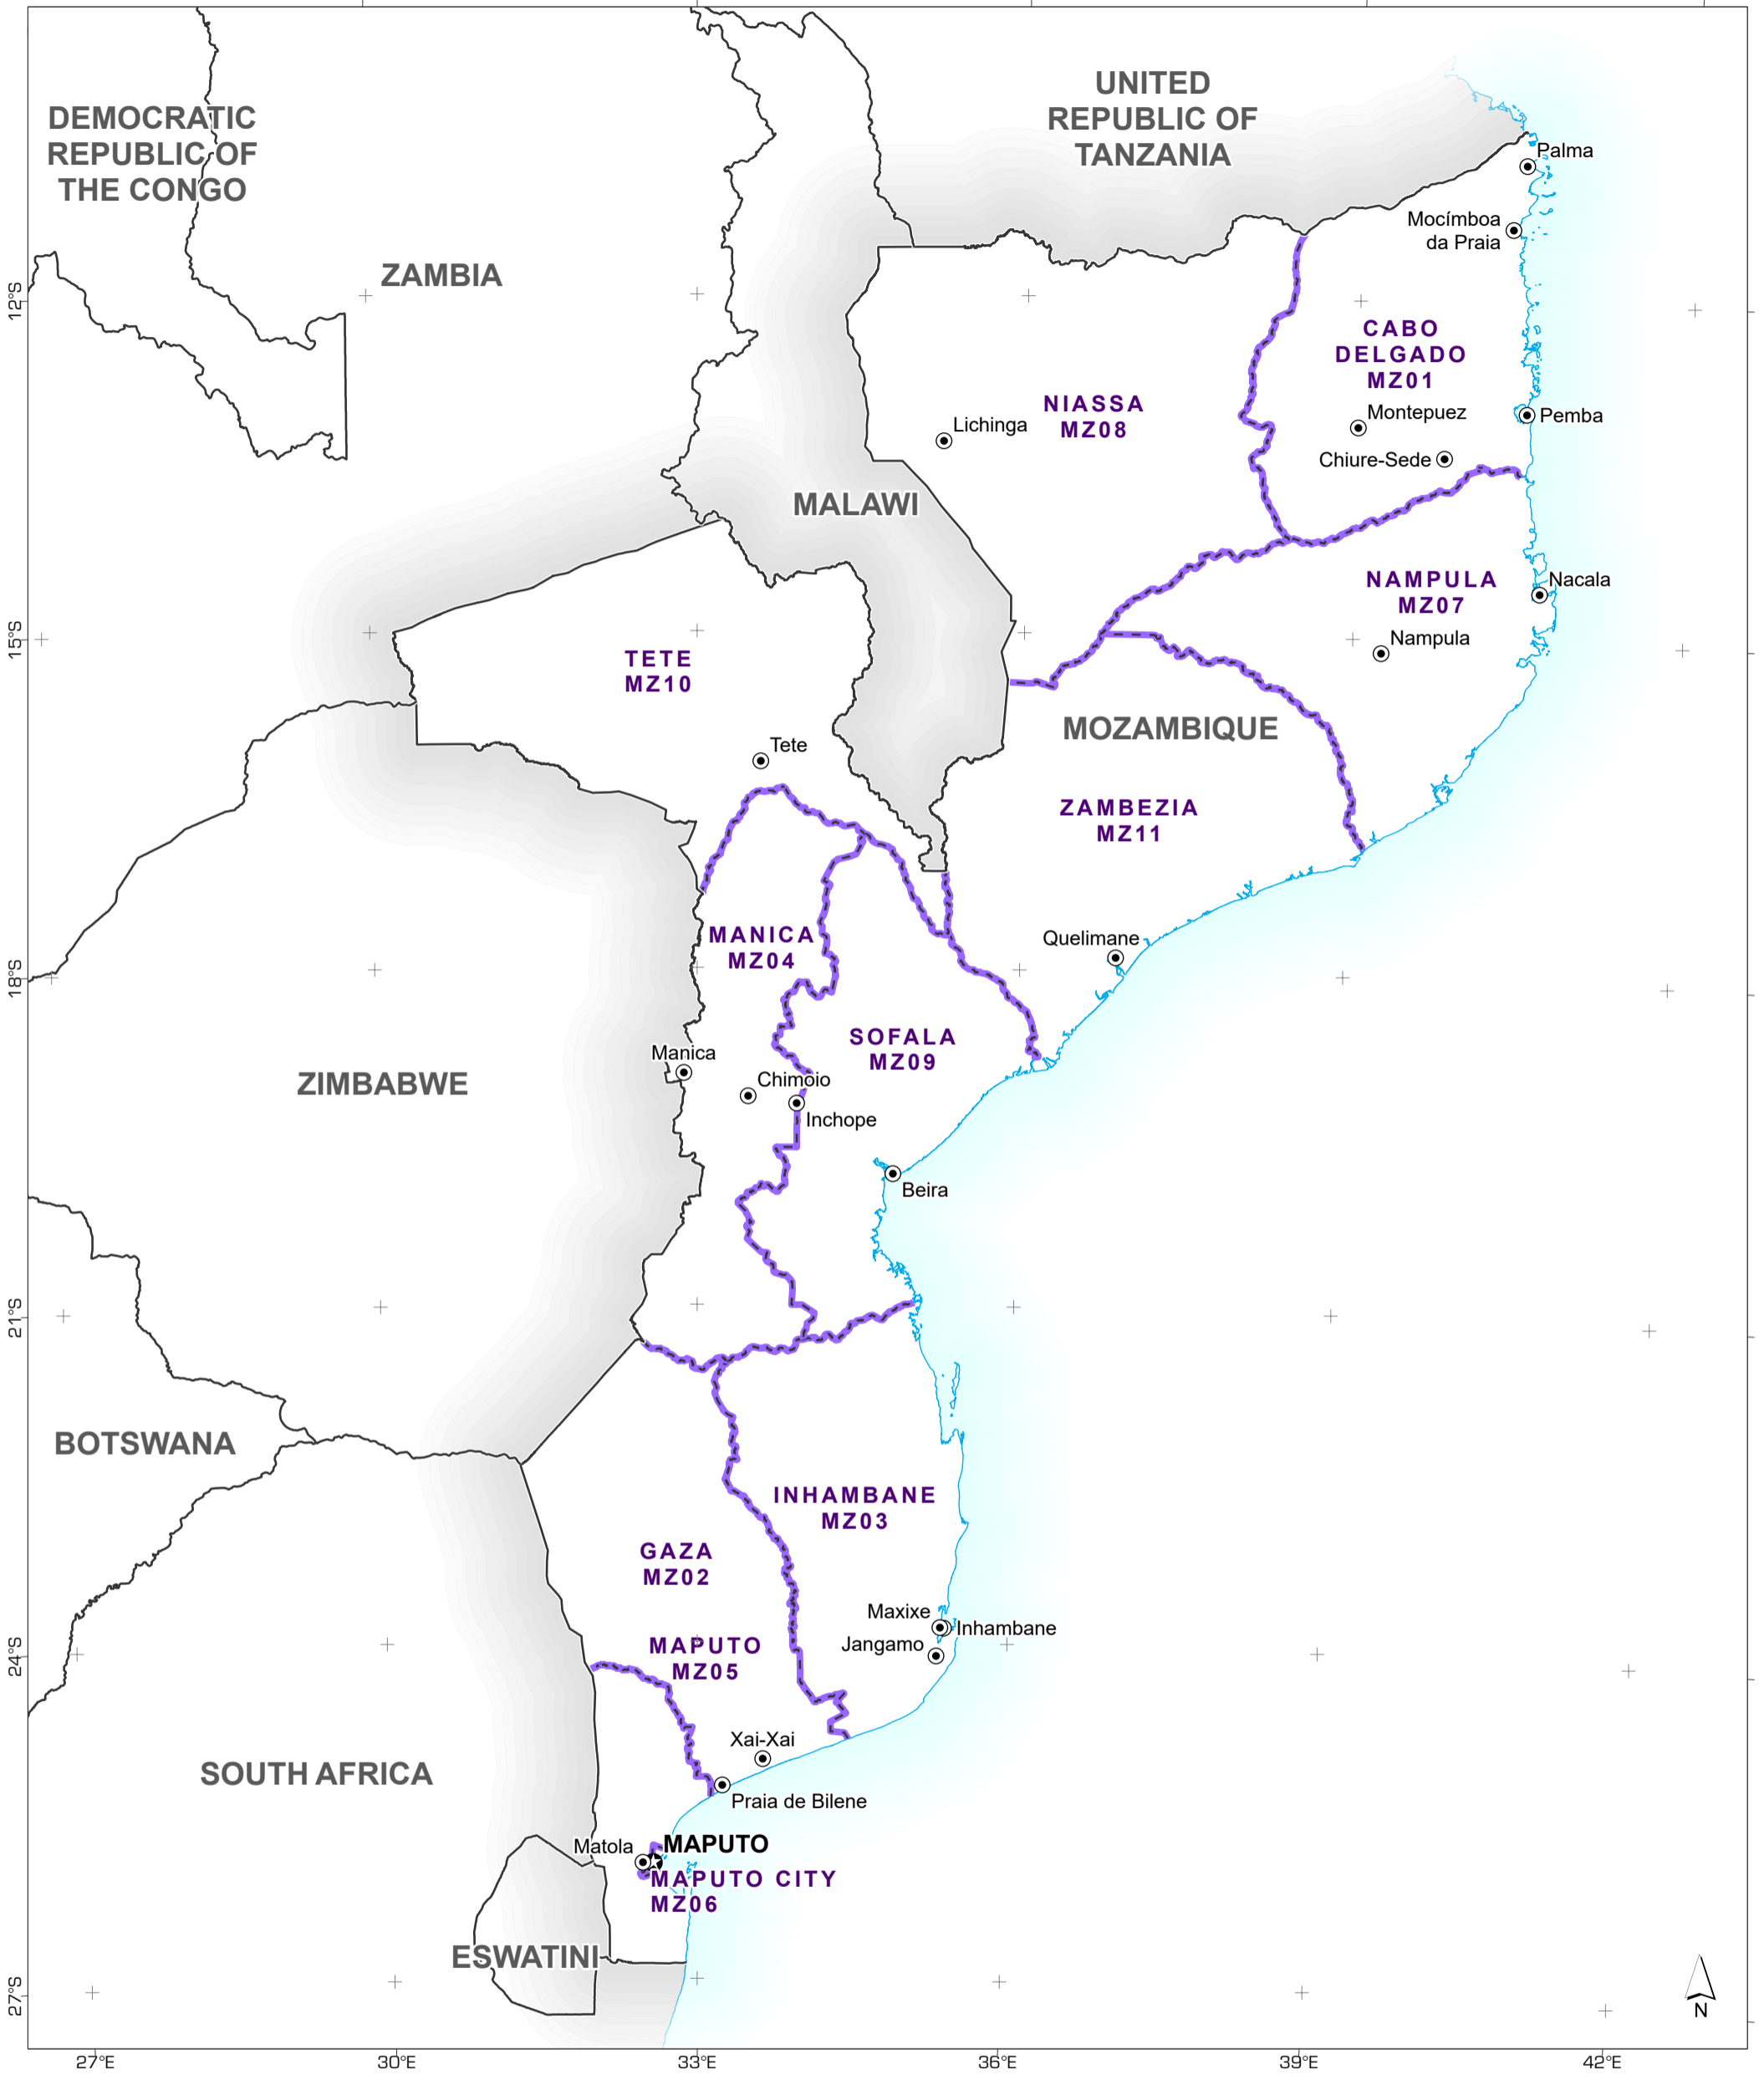 UNITED
REPUBLIC OF
TANZANIA
DEMOCRATIC
REPUBLIC OF
THE CONGO
Palma
Mocímboa
da Praia
ZAMBIA
12°S
CABO
DELGADO
MZ01
NIASSA
MZ08
Montepuez
Pemba
Lichinga
Chiure-Sede
MALAWI
NAMPULA
MZ07
Nacala
15°S
Nampula
TETE
MZ10
MOZAMBIQUE
Tete
ZAMBEZIA
MZ11
MANICA
MZ04
Quelimane
18°S
SOFALA
MZ09
Manica
ZIMBABWE
Chimoio
Inchope
Beira
21°S
BOTSWANA
INHAMBANE
MZ03
GAZA
MZ02
Maxixe
Inhambane
Jangamo
MAPUTO
MZ05
24°S
Xai-Xai
SOUTH AFRICA
Praia de Bilene
Matola
MAPUTO
MAPUTO CITY
MZ06
ESWATINI
27°S
N
27°E
30°E
33°E
36°E
39°E
42°E